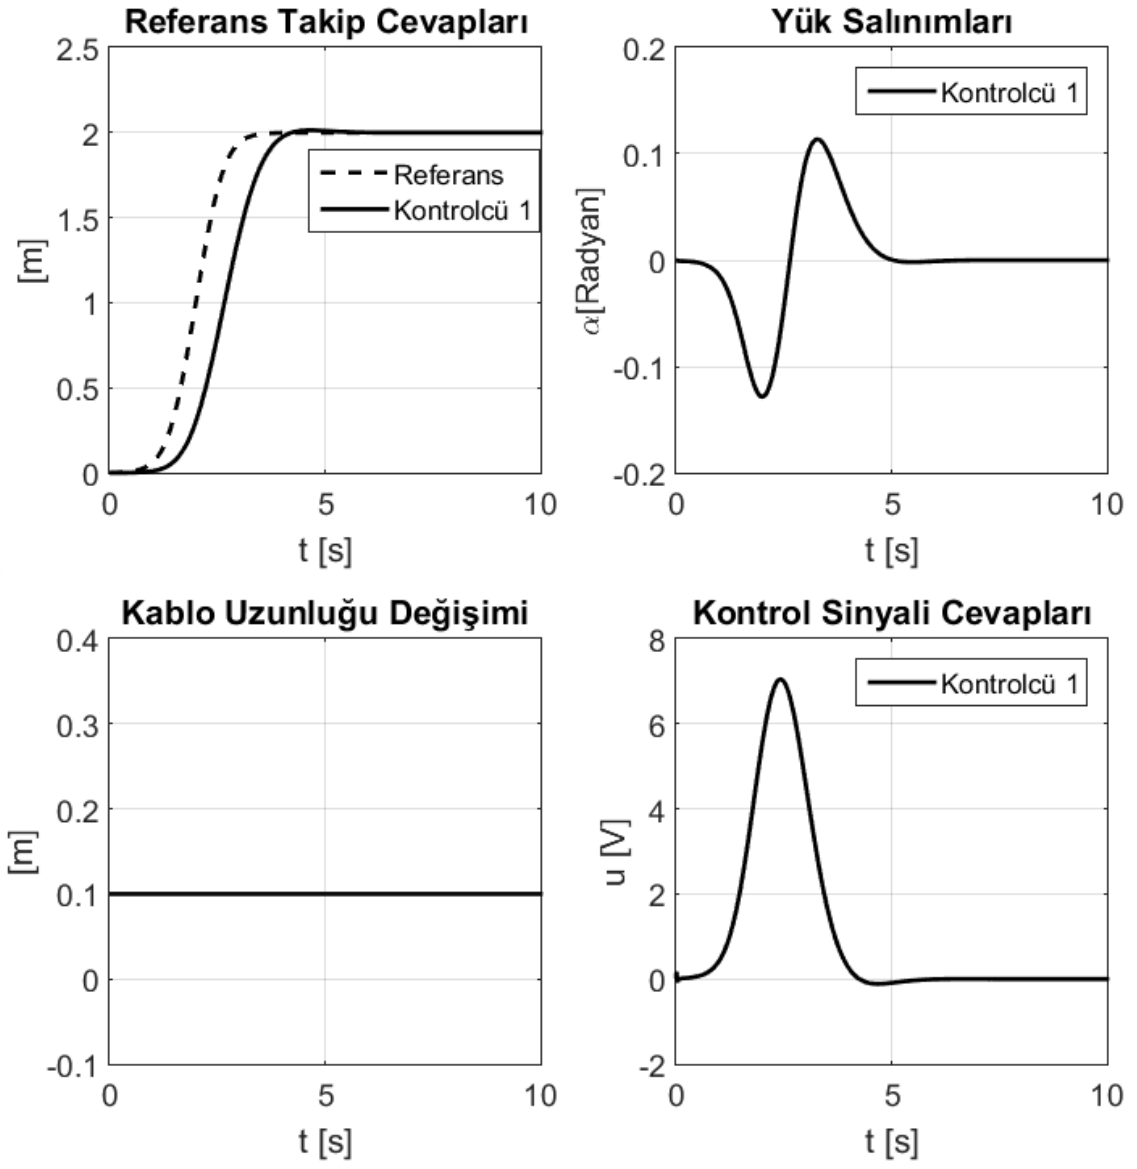 Referans Takip Cevapları
2.5
2
1.5
1
0.5
0
[m]
Referans
Kontrolcü 1
0 5 10
t [s]
Yük Salınımları
0.2
0.1
0
-0.1
-0.2
α[Radyan]
Kontrolcü 1
0 5 10
t [s]
Kablo Uzunluğu Değişimi
0.4
0.3
0.2
0.1
0
-0.1
[m]
0 5 10
t [s]
Kontrol Sinyali Cevapları
8
6
4
2
0
-2
u [V]
Kontrolcü 1
0 5 10
t [s]